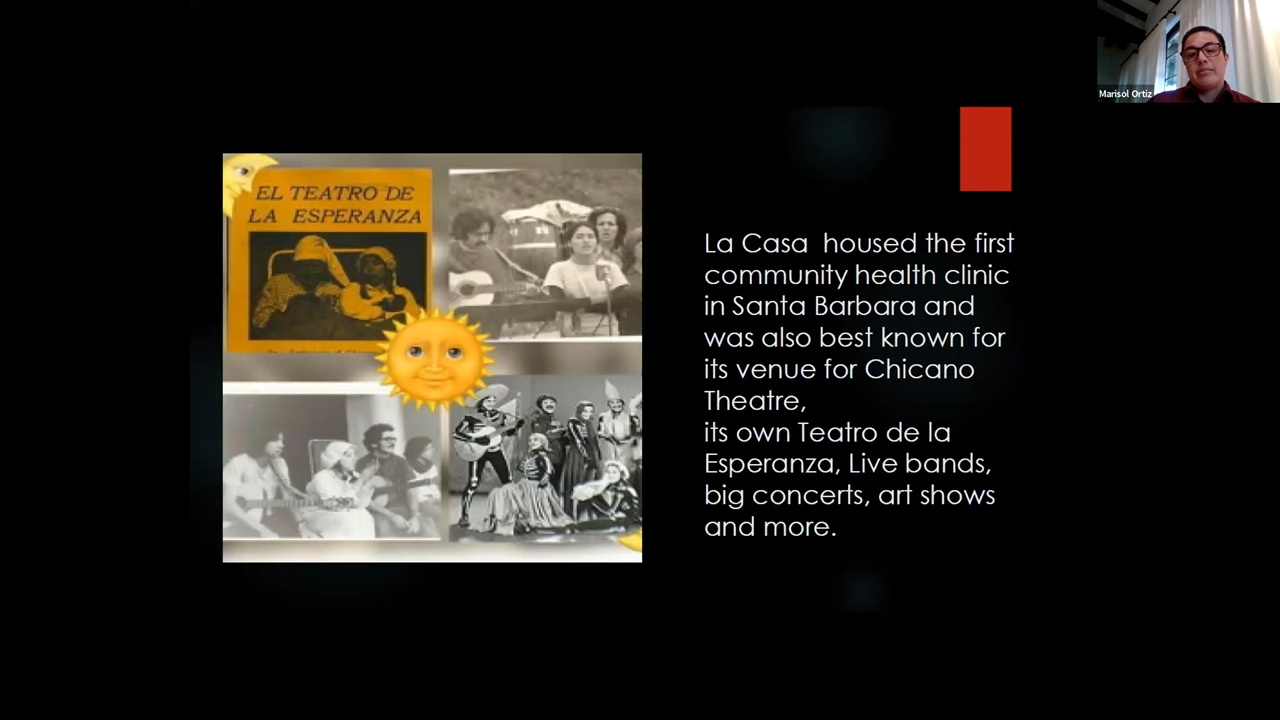 Marisol Ortiz
EL TEATRO DE
LA ESPERANZA
La Casa housed the first
community health clinic
in Santa Barbara and
was also best known for
its venue for Chicano
Theatre,
its own Teatro de la
Esperanza, Live bands,
big concerts, art shows
and more.